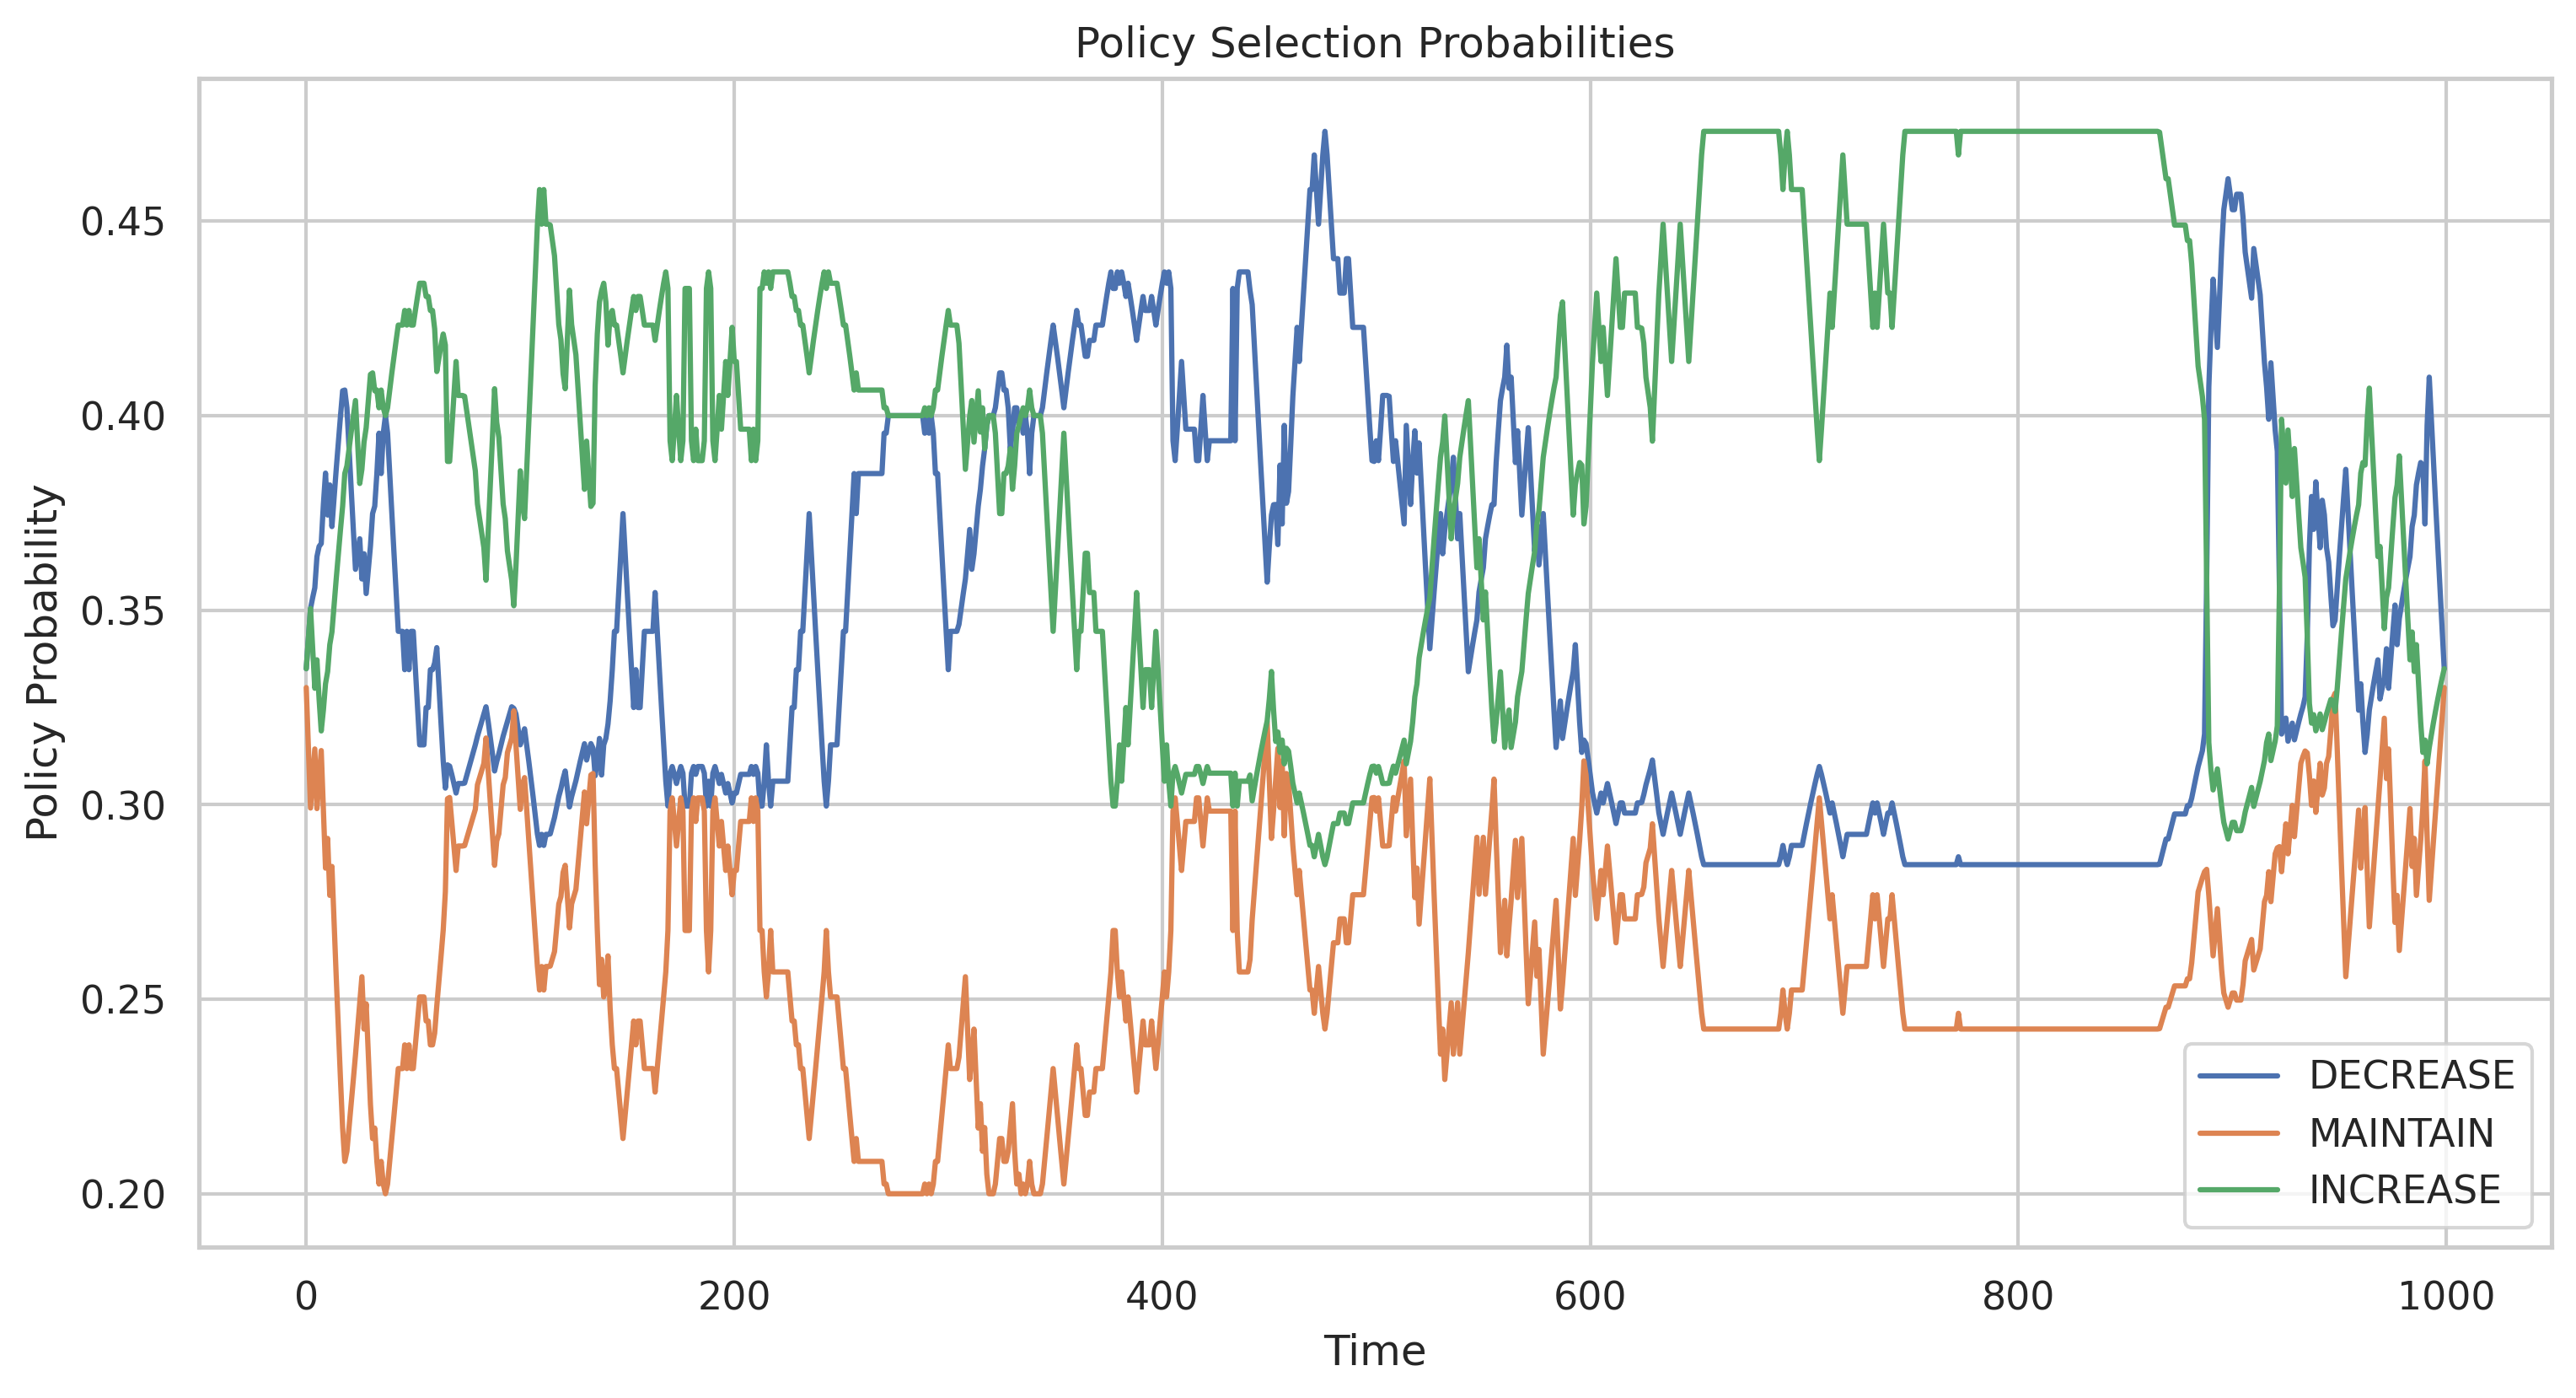 Policy Selection Probabilities
Policy Probability
0.45
0.40
0.35
0.30
0.25
0.20
0 200 400 600 800 1000
Time
DECREASE
MAINTAIN
INCREASE